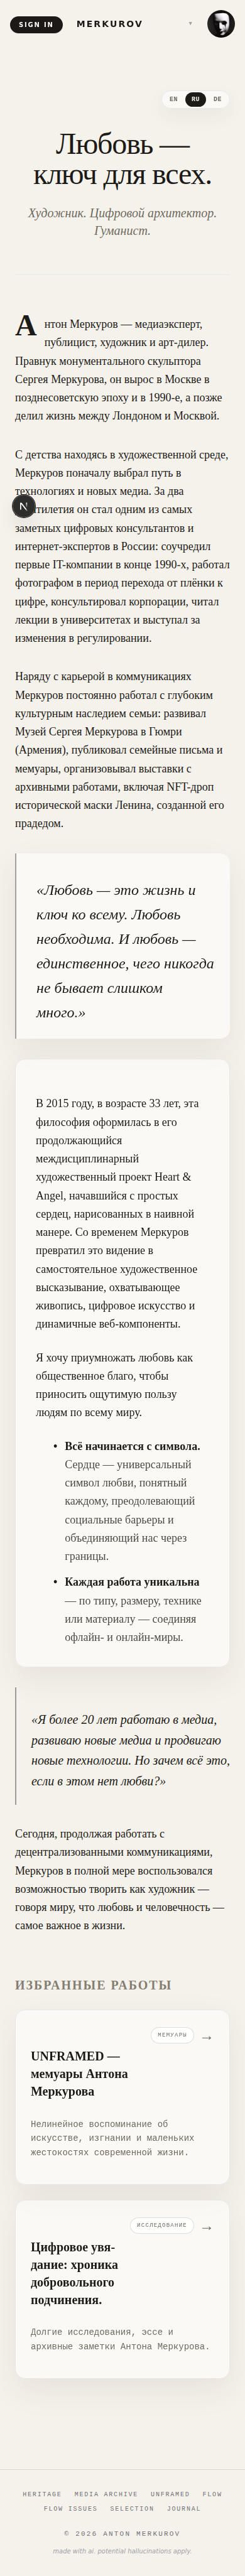 SIGN IN
MERKUROV
EN RU DE
Любовь —
ключ для всех.
Художник. Цифровой архитектор.
Гуманист.
Антон Меркуров — медиаэксперт,
публицист, художник и арт-дилер.
Правнук монументального скульптора
Сергея Меркурова, он вырос в Москве в
позднесоветскую эпоху и в 1990-е, а позже
делил жизнь между Лондоном и Москвой.
С детства находясь в художественной среде,
Меркуров поначалу выбрал путь в
технологиях и новых медиа. За два
N
он стал одним из самых
заметных цифровых консультантов и
интернет-экспертов в России: соучредил
первые IT-компании в конце 1990-х, работал
фотографом в период перехода от плёнки к
цифре, консультировал корпорации, читал
лекции в университетах и выступал за
изменения в регулировании.
Наряду с карьерой в коммуникациях
Меркуров постоянно работал с глубоким
культурным наследием семьи: развивал
Музей Сергея Меркурова в Гюмри
(Армения), публиковал семейные письма и
мемуары, организовывал выставки с
архивными работами, включая NFT-дроп
исторической маски Ленина, созданной его
прадедом.
«Любовь — это жизнь и
ключ ко всему. Любовь
необходима. И любовь —
единственное, чего никогда
не бывает слишком
много.»
В 2015 году, в возрасте 33 лет, эта
философия оформилась в его
продолжающийся
междисциплинарный
художественный проект Heart &
Angel, начавшийся с простых
сердец, нарисованных в наивной
манере. Со временем Меркуров
превратил это видение в
самостоятельное художественное
высказывание, охватывающее
живопись, цифровое искусство и
динамичные веб-компоненты.
Я хочу приумножать любовь как
общественное благо, чтобы
приносить ощутимую пользу
людям по всему миру.
• Всё начинается с символа.
Сердце — универсальный
символ любви, понятный
каждому, преодолевающий
социальные барьеры и
объединяющий нас через
границы.
• Каждая работа уникальна
— по типу, размеру, технике
или материалу — соединяя
офлайн- и онлайн-миры.
«Я более 20 лет работаю в медиа,
развиваю новые медиа и продвигаю
новые технологии. Но зачем всё это,
если в этом нет любви?»
Сегодня, продолжая работать с
децентрализованными коммуникациями,
Меркуров в полной мере воспользовался
возможностью творить как художник —
говоря миру, что любовь и человечность —
самое важное в жизни.
ИЗБРАННЫЕ РАБОТЫ
МЕМУАРЫ →
UNFRAMED —
мемуары Антона
Меркурова
Нелинейное воспоминание об
искусстве, изгнании и маленьких
жестокостях современной жизни.
ИССЛЕДОВАНИЕ →
Цифровое увя-
дание: хроника
добровольного
подчинения.
Долгие исследования, эссе и
архивные заметки Антона Меркурова.
HERITAGE MEDIA ARCHIVE UNFRAMED FLOW
FLOW ISSUES SELECTION JOURNAL
© 2026 ANTON MERKUROV
made with ai. potential hallucinations apply.